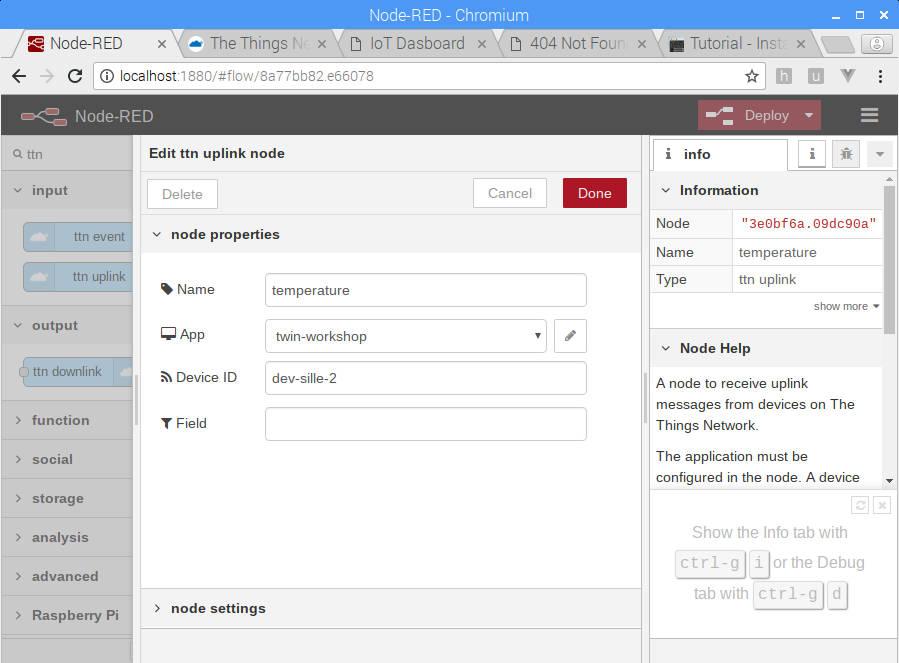 Node-RED - Chromium
Node-RED
The Things Ne
IoT Dasboard
404 Not Foun
Tutorial - Insta
localhost:1880/#flow/8a77bb82.e66078
h
u
Node-RED
Deploy
ttn
input
ttn event
ttn uplink
output
ttn downlink
function
social
storage
analysis
advanced
Raspberry Pi
Edit ttn uplink node
Delete
Cancel
Done
node properties
Name
temperature
App
twin-workshop
Device ID
dev-sille-2
Field
node settings
i info
i
Information
Node "3e0bf6a.09dc90a"
Name temperature
Type ttn uplink
show more
Node Help
A node to receive uplink
messages from devices on The
Things Network.
The application must be
configured in the node. A device
Show the Info tab with
ctrl-g i or the Debug
tab with ctrl-g d